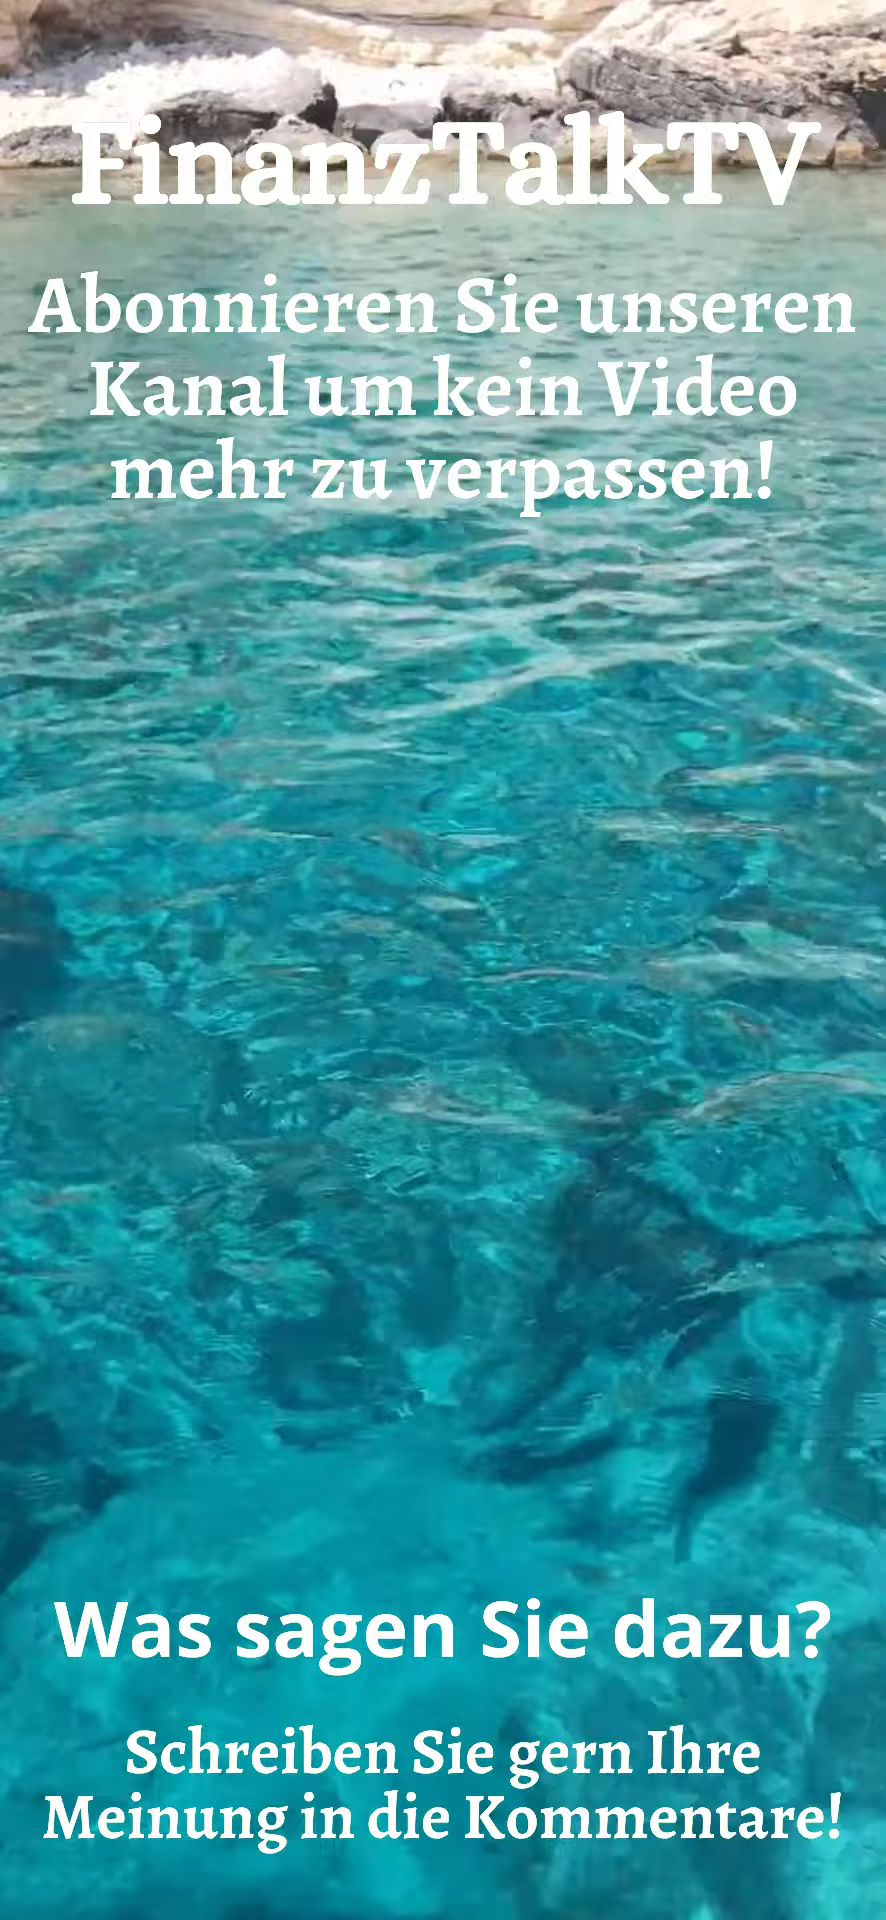 FinanzTalkTV
Abonnieren Sie unseren
Kanal um kein Video
mehr zu verpassen!
Was sagen Sie dazu?
Schreiben Sie gern Ihre
Meinung in die Kommentare!